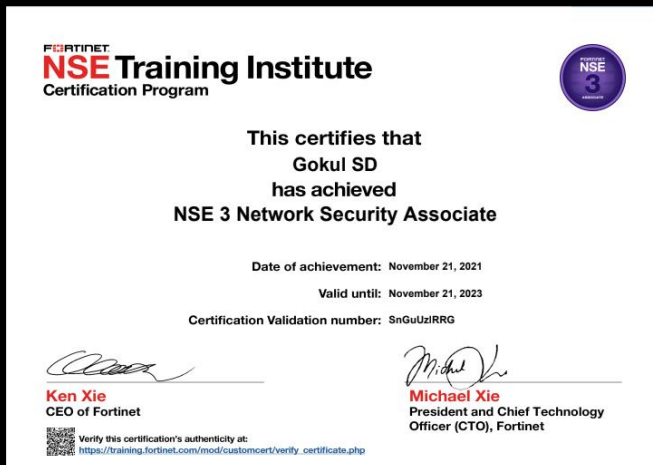 FORTINET
NSE Training Institute
Certification Program
FORTINET
NSE
3
ASSOCIATE
This certifies that
Gokul SD
has achieved
NSE 3 Network Security Associate
Date of achievement: November 21, 2021
Valid until: November 21, 2023
Certification Validation number: SnGuUzIRRG
Ken Xie
CEO of Fortinet
Michael Xie
President and Chief Technology
Officer (CTO), Fortinet
Verify this certification's authenticity at:
https://training.fortinet.com/mod/customcert/verify_certificate.php